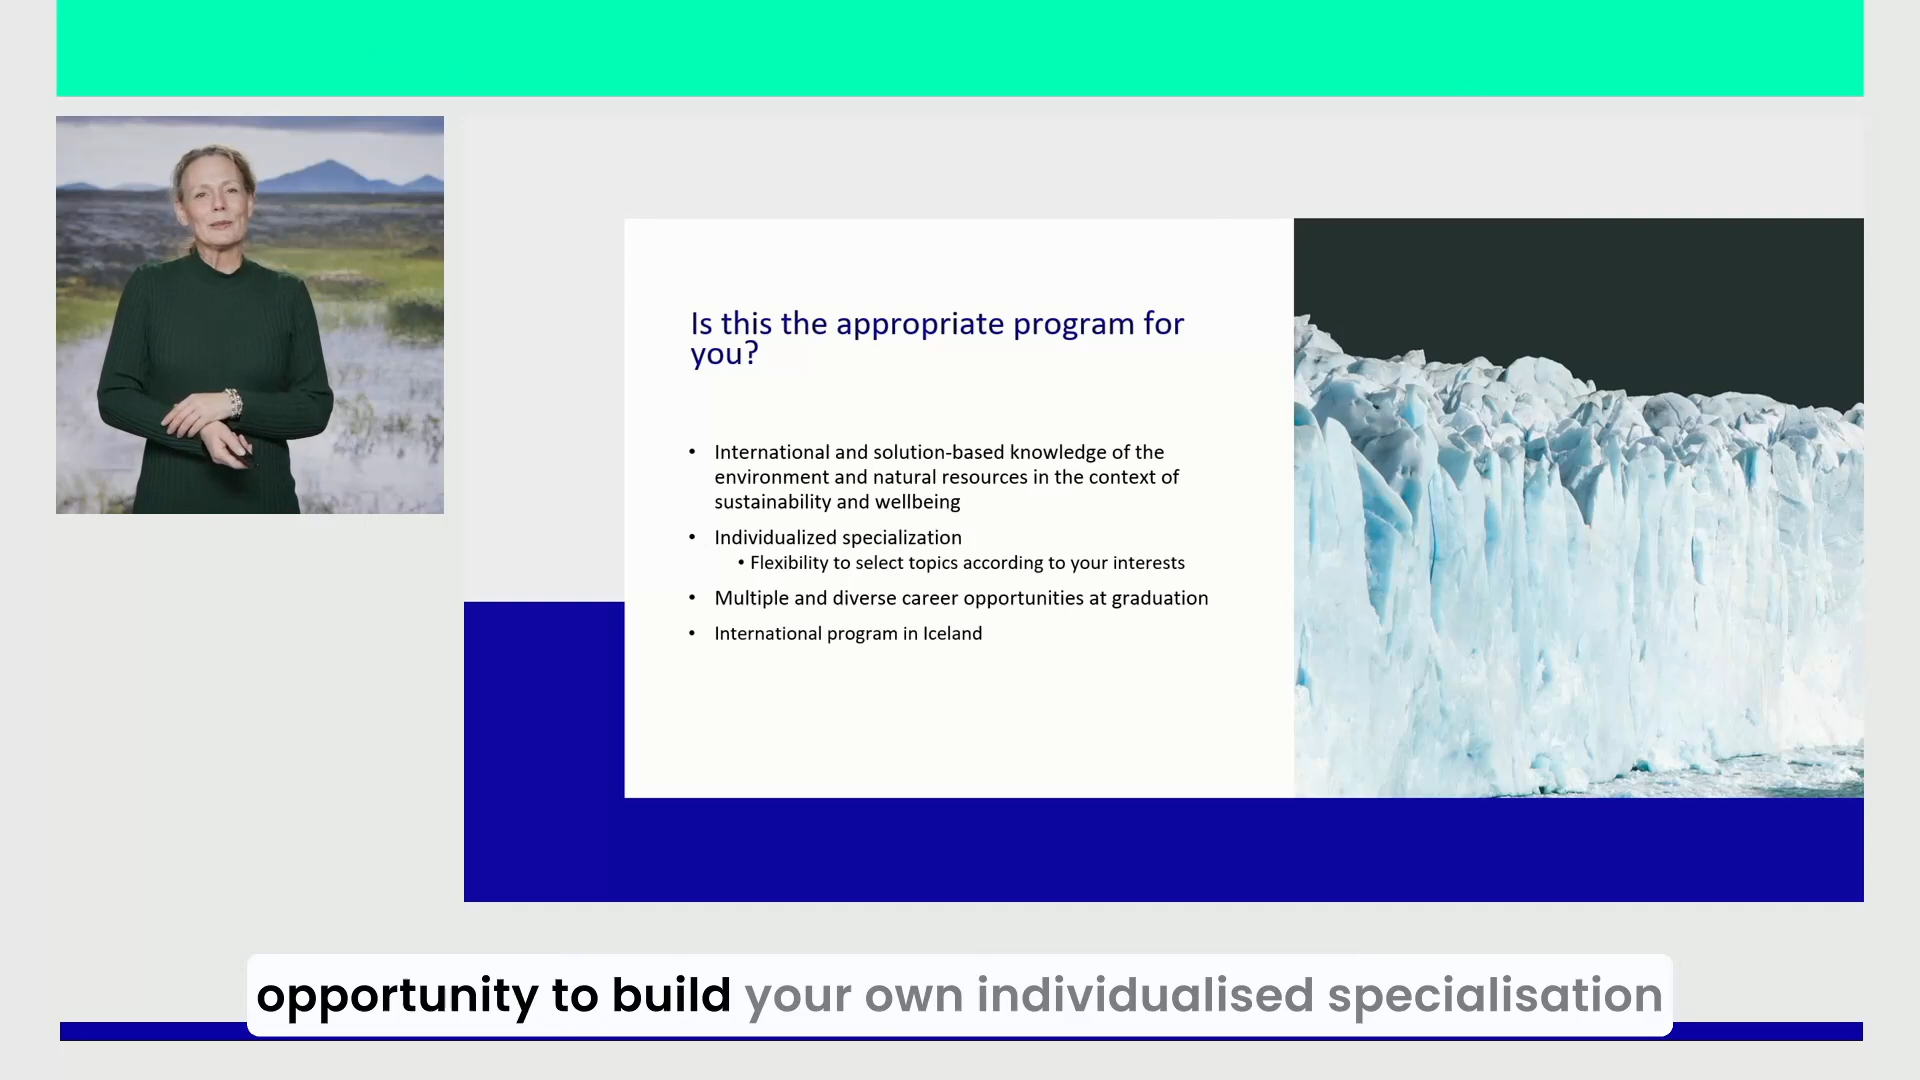 Is this the appropriate program for
you?
• International and solution-based knowledge of the
environment and natural resources in the context of
sustainability and wellbeing
• Individualized specialization
• Flexibility to select topics according to your interests
• Multiple and diverse career opportunities at graduation
• International program in Iceland
opportunity to build your own individualised specialisation